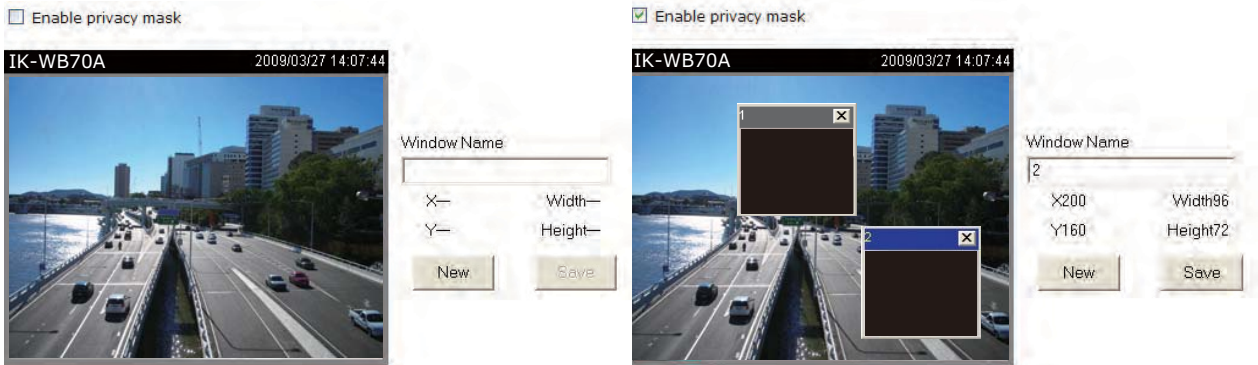 Enable privacy mask
IK-WB70A 2009/03/27 14:07:44
Window Name
X— Width—
Y— Height—
New Save
Enable privacy mask
IK-WB70A 2009/03/27 14:07:44
1
2
Window Name
2
X200 Width96
Y160 Height72
New Save